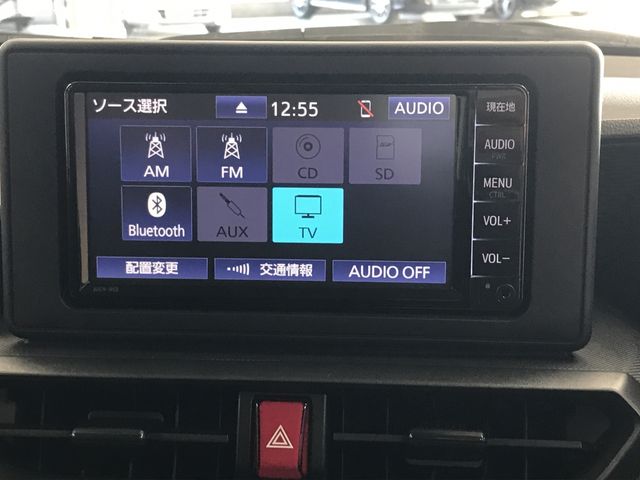 ソース選択 12:55 AUDIO
AM FM CD SD
Bluetooth AUX TV
配置変更 交通情報 AUDIO OFF
現在地
AUDIO
PWR
MENU
CTRL
VOL+
VOL−